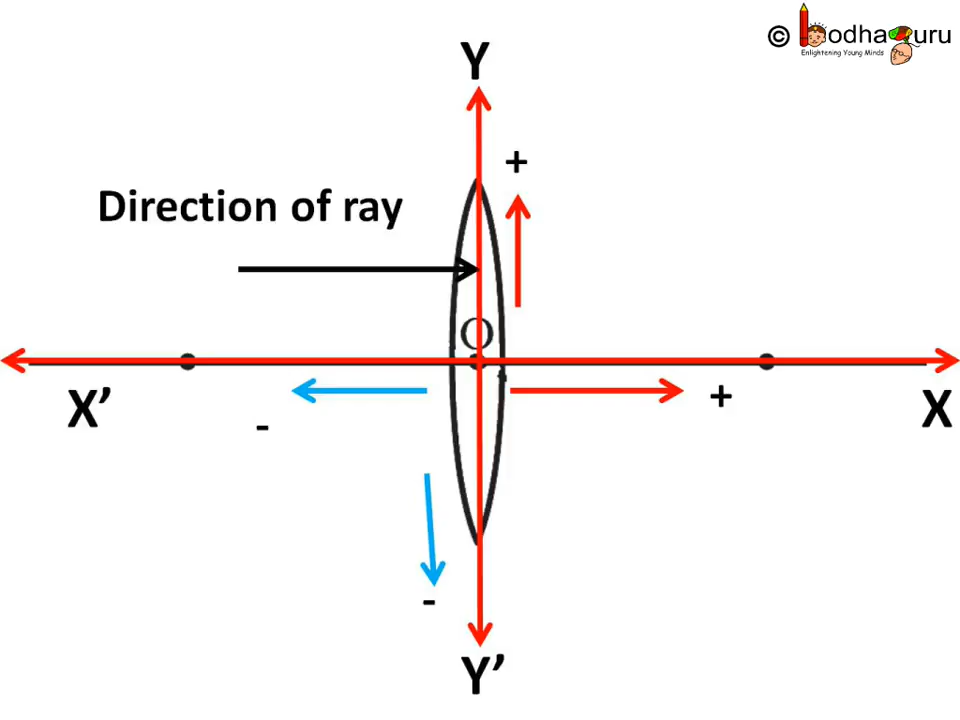 © BodhaGuru
Enlightening Young Minds
Y
+
Direction of ray
O
X’
-
+
X
-
Y’